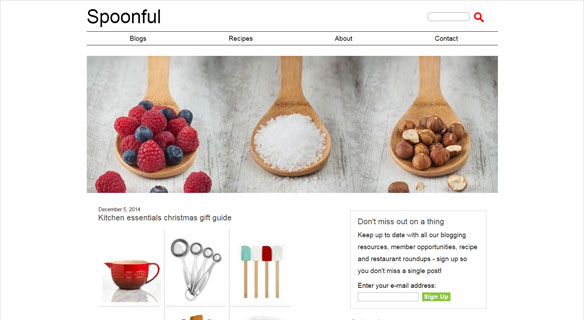 Spoonful
Blogs Recipes About Contact
December 5, 2014
Kitchen essentials christmas gift guide
Don't miss out on a thing
Keep up to date with all our blogging
resources, member opportunities, recipe
and restaurant roundups - sign up so
you don't miss a single post!
Enter your e-mail address:
Sign Up